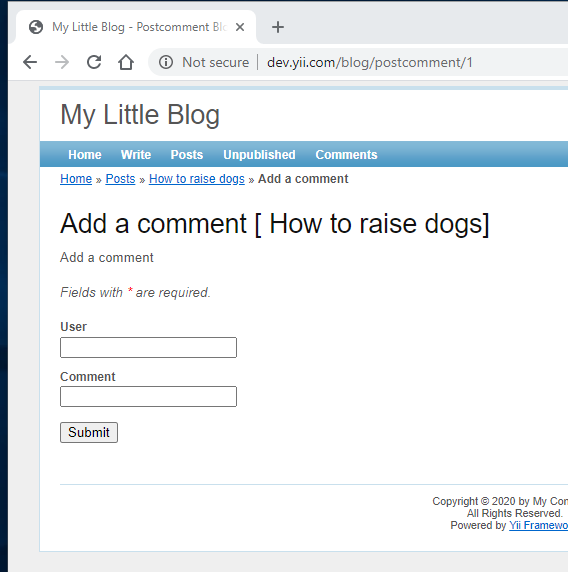 My Little Blog - Postcomment Blo
Not secure | dev.yii.com/blog/postcomment/1
My Little Blog
Home Write Posts Unpublished Comments
Home » Posts » How to raise dogs » Add a comment
Add a comment [ How to raise dogs]
Add a comment
Fields with * are required.
User
Comment
Submit
Copyright © 2020 by My Con
All Rights Reserved.
Powered by Yii Framewo